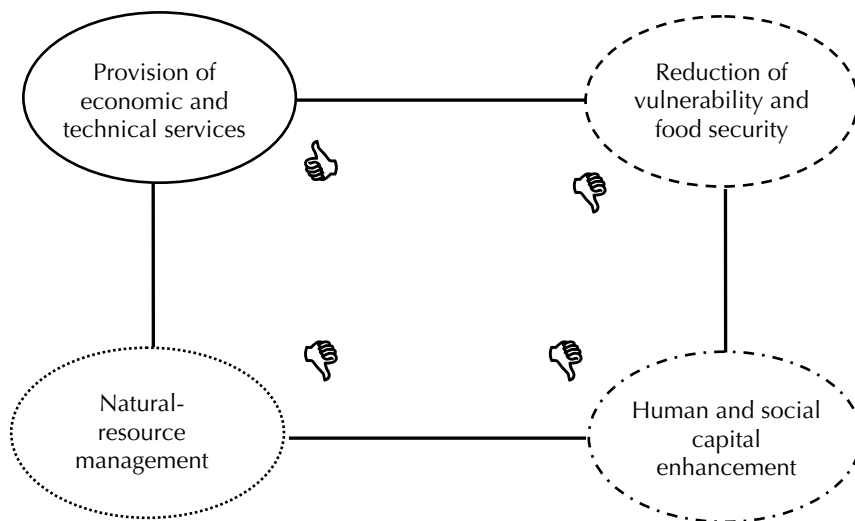 Provision of
economic and
technical services
Reduction of
vulnerability and
food security
Natural-
resource
management
Human and social
capital
enhancement